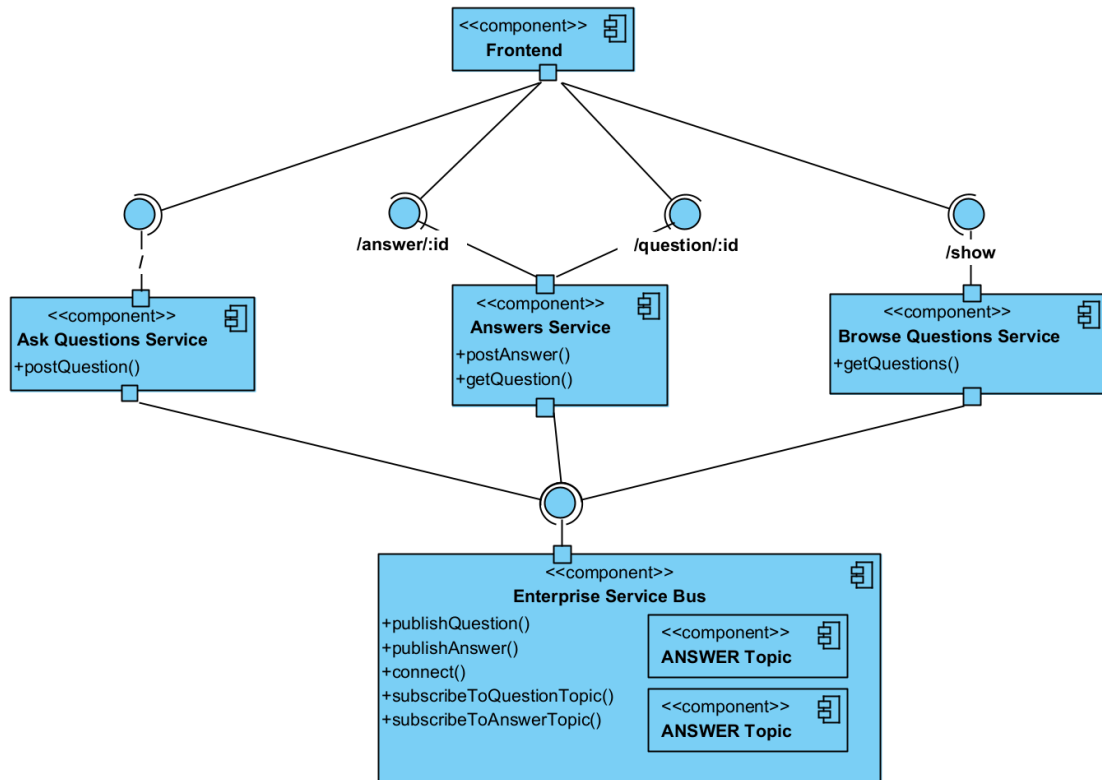 <<component>>
Frontend
/answer/:id
/question/:id
/
/show
<<component>>
Ask Questions Service
+postQuestion()
<<component>>
Answers Service
+postAnswer()
+getQuestion()
<<component>>
Browse Questions Service
+getQuestions()
<<component>>
Enterprise Service Bus
+publishQuestion()
+publishAnswer()
+connect()
+subscribeToQuestionTopic()
+subscribeToAnswerTopic()
<<component>>
ANSWER Topic
<<component>>
ANSWER Topic